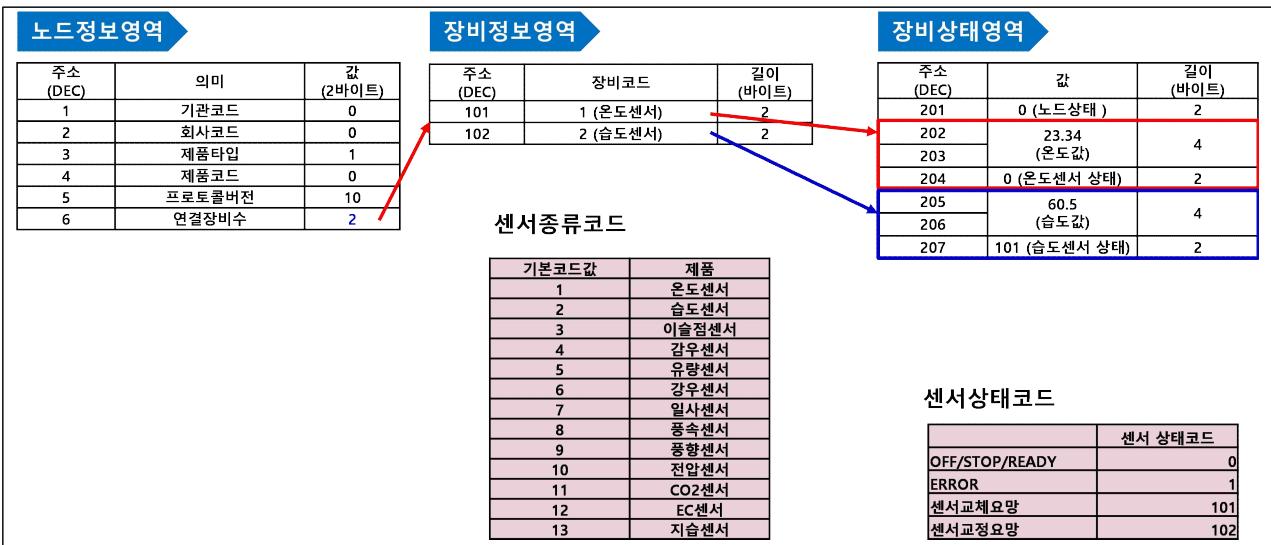 노드정보영역
주소
(DEC) 의미 값
(2바이트)
1 기관코드 0
2 회사코드 0
3 제품타입 1
4 제품코드 0
5 프로토콜버전 10
6 연결장비수 2
장비정보영역
주소
(DEC) 장비코드 길이
(바이트)
101 1 (온도센서) 2
102 2 (습도센서) 2
장비상태영역
주소
(DEC) 값 길이
(바이트)
201 0 (노드상태 ) 2
202 23.34
(온도값) 4
203
204 0 (온도센서 상태) 2
205 60.5
(습도값) 4
206
207 101 (습도센서 상태) 2
센서종류코드
기본코드값 제품
1 온도센서
2 습도센서
3 이슬점센서
4 감우센서
5 유량센서
6 강우센서
7 일사센서
8 풍속센서
9 풍향센서
10 전압센서
11 CO2센서
12 EC센서
13 지습센서
센서상태코드
센서 상태코드
OFF/STOP/READY 0
ERROR 1
센서교체요망 101
센서교정요망 102